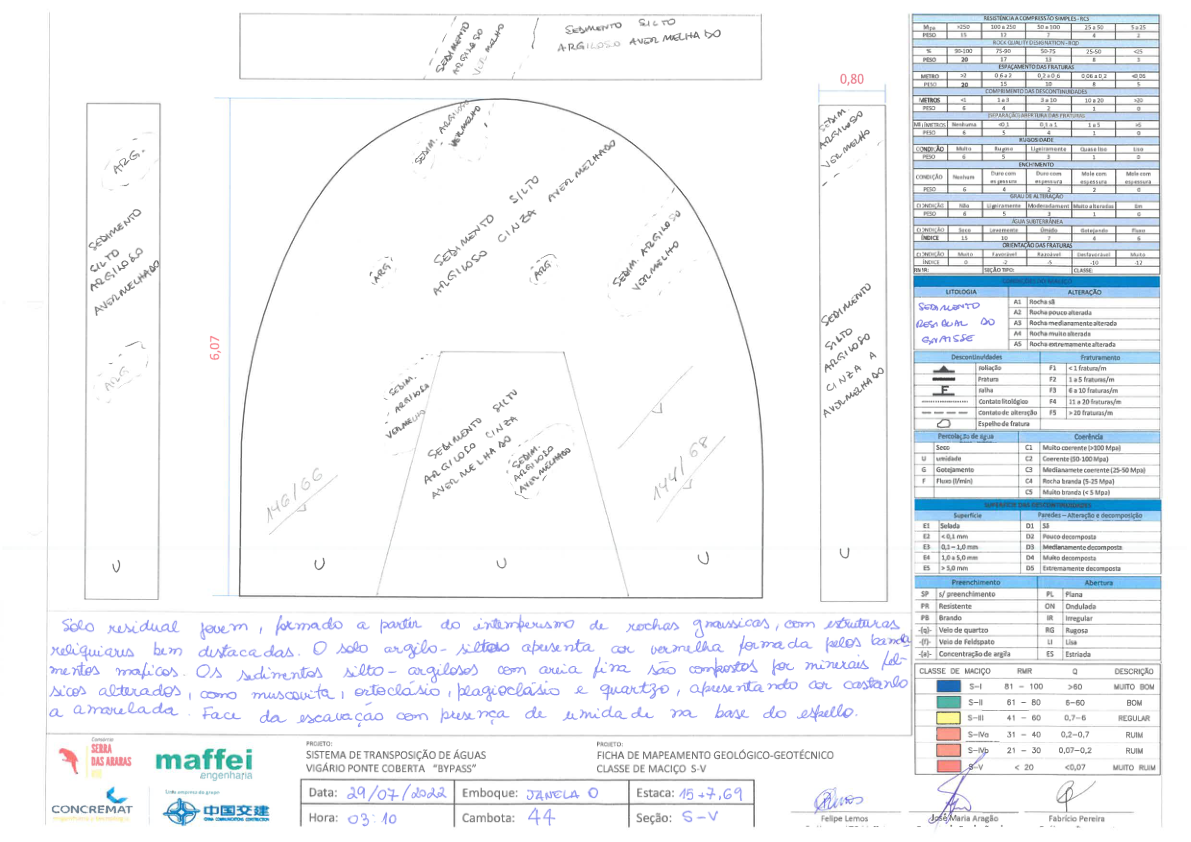 SEDIMENTO
ARGILOSO
VERMELHO
SEDIMENTO SILTO
ARGILOSO AVERMELHADO
0,80
6,07
ARG.
SEDIMENTO
SILTO
ARGILOSO
AVERMELHADO
ARG.
SEDIM. ARGILOSO
VERMELHO
SEDIMENTO SILTO
ARGILOSO CINZA AVERMELHADO
ARG.
ARG.
SEDIM. ARGILOSO
VERMELHO
SEDIM.
ARGILOSO
VERMELHO
SEDIMENTO SILTO
ARGILOSO CINZA
AVERMELHADO
SEDIM.
ARGILOSO
AVERMELHADO
146/66
144/68
SEDIM.
ARGILOSO
VERMELHO
SEDIMENTO
SILTO
ARGILOSO
CINZA A
AVERMELHADO
U
U
U
U
U
Solo residual jovem, formado a partir do intemperismo de rochas gnaissicas, com estruturas
reliquiares bem destacadas. O solo argilo-siltoso apresenta cor vermelha formada pelos banda
mentos maficos. Os sedimentos silto-argilosos com areia fina são compostos por minerais fel-
sicos alterados, como muscovita, ortoclásio, plagioclásio e quartzo, apresentando cor castanho
a amarelada. Face da escavação com presença de umidade na base do espelho.
RESISTÊNCIA A COMPRESSÃO SIMPLES - RCS
Mpa >250 100 a 250 50 a 100 25 a 50 5 a 25
PESO 15 12 7 4 2
ROCK QUALITY DESIGNATION - RQD
% 90-100 75-90 50-75 25-50 <25
PESO 20 17 13 8 3
ESPAÇAMENTO DAS FRATURAS
METRO >2 0,6 a 2 0,2 a 0,6 0,06 a 0,2 <0,06
PESO 20 15 10 8 5
COMPRIMENTO DAS DESCONTINUIDADES
METROS <1 1 a 3 3 a 10 10 a 20 >20
PESO 6 4 2 1 0
SEPARAÇÃO/ABERTURA DAS FRATURAS
MILÍMETROS Nenhuma <0,1 0,1 a 1 1 a 5 >5
PESO 6 5 4 1 0
RUGOSIDADE
CONDIÇÃO Muito Rugoso Ligeiramente Quase liso Liso
PESO 6 5 3 1 0
ENCHIMENTO
CONDIÇÃO Nenhum Duro com espessura Duro com espessura Mole com espessura Mole com espessura
PESO 6 4 2 2 0
GRAU DE ALTERAÇÃO
CONDIÇÃO Não Ligeiramente Moderadament Muito alteradas Em
PESO 6 5 3 1 0
ÁGUA SUBTERRÂNEA
CONDIÇÃO Seco Levemente Úmido Gotejando Fluxo
ÍNDICE 15 10 7 4 6
ORIENTAÇÃO DAS FRATURAS
CONDIÇÃO Muito Favorável Razoável Desfavorável Muito
ÍNDICE 0 -2 -5 -10 -12
RMR: SEÇÃO TIPO: CLASSE:
LITOLOGIA ALTERAÇÃO
SEDIMENTO
RESIDUAL DO
GNAISSE
A1 Rocha sã
A2 Rocha pouco alterada
A3 Rocha medianamente alterada
A4 Rocha muito alterada
A5 Rocha extremamente alterada
Descontinuidades Fraturamento
foliação F1 < 1 fratura/m
Fratura F2 1 a 5 fraturas/m
F falha F3 6 a 10 fraturas/m
Contato litológico F4 11 a 20 fraturas/m
Contato de alteração F5 > 20 fraturas/m
Espelho de fratura
Percolação de água Coerência
Seco C1 Muito coerente (>100 Mpa)
U umidade C2 Coerente (50-100 Mpa)
G Gotejamento C3 Medianamete coerente (25-50 Mpa)
F Fluxo (l/min) C4 Rocha branda (5-25 Mpa)
C5 Muito branda (< 5 Mpa)
SUPERFÍCIE DAS DESCONTINUIDADES
Superfície Paredes – Alteração e decomposição
E1 Selada D1 Sã
E2 < 0,1 mm D2 Pouco decomposta
E3 0,1 – 1,0 mm D3 Medianamente decomposta
E4 1,0 a 5,0 mm D4 Muito decomposta
E5 > 5,0 mm D5 Extremamente decomposta
Preenchimento Abertura
SP s/ preenchimento PL Plana
PR Resistente ON Ondulada
PB Brando IR Irregular
-(q)- Veio de quartzo RG Rugosa
-(f)- Veio de Feldspato LI Lisa
-(a)- Concentração de argila ES Estriada
CLASSE DE MACIÇO RMR Q DESCRIÇÃO
S-I 81 – 100 >60 MUITO BOM
S-II 61 – 80 6-60 BOM
S-III 41 – 60 0,7-6 REGULAR
S-IVa 31 – 40 0,2-0,7 RUIM
S-IVb 21 – 30 0,07-0,2 RUIM
S-V < 20 <0,07 MUITO RUIM
SERRA
DAS ARARAS
maffei
engenharia
CONCREMAT
engenharia e tecnologia
中国交建
CHINA COMMUNICATIONS CONSTRUCTION
PROJETO:
SISTEMA DE TRANSPOSIÇÃO DE ÁGUAS
VIGÁRIO PONTE COBERTA "BYPASS"
PROJETO:
FICHA DE MAPEAMENTO GEOLÓGICO-GEOTÉCNICO
CLASSE DE MACIÇO S-V
Data: 29/07/2022 Emboque: JANELA O Estaca: 15+7,69
Hora: 03:10 Cambota: 44 Seção: S-V
Felipe Lemos
José Maria Aragão
Fabrício Pereira